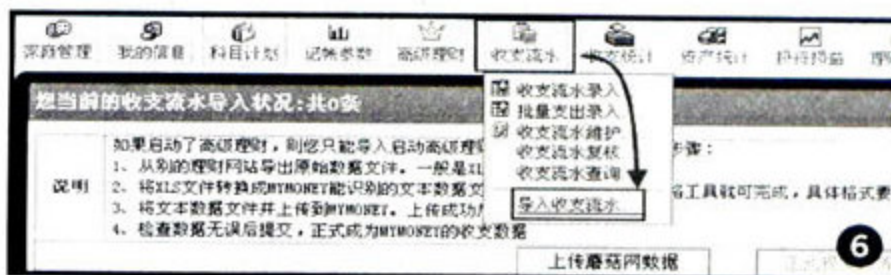 家庭管理 我的信息 科目计划 记帐参数 高级理财 收支流水 收支统计 资产统计 投资损益
您当前的收支流水导入状况:共0条
收支流水录入
批量支出录入
收支流水维护
收支流水复核
收支流水查询
导入收支流水
说明
如果启动了高级理财，则您只能导入启动高级理 步骤：
1、从别的理财网站导出原始数据文件。一般是XL
2、将XLS文件转换成MYMONEY能识别的文本数据文 格工具就可完成，具体格式要
3、将文本数据文件并上传到MYMONEY。上传成功
4、检查数据无误后提交，正式成为MYMONEY的收支数据
上传蘑菇网数据
6